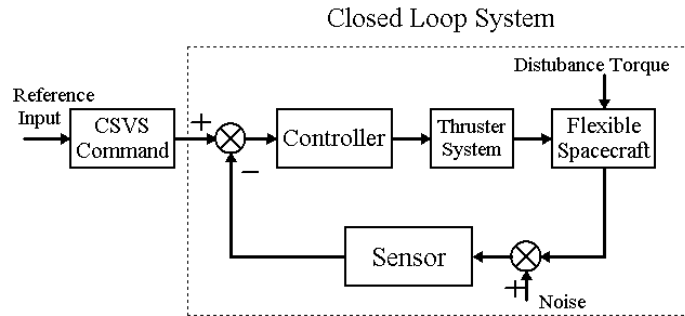 Closed Loop System
Distubance Torque
Reference
Input
CSVS
Command
+
Controller
Thruster
System
Flexible
Spacecraft
−
Sensor
+
Noise